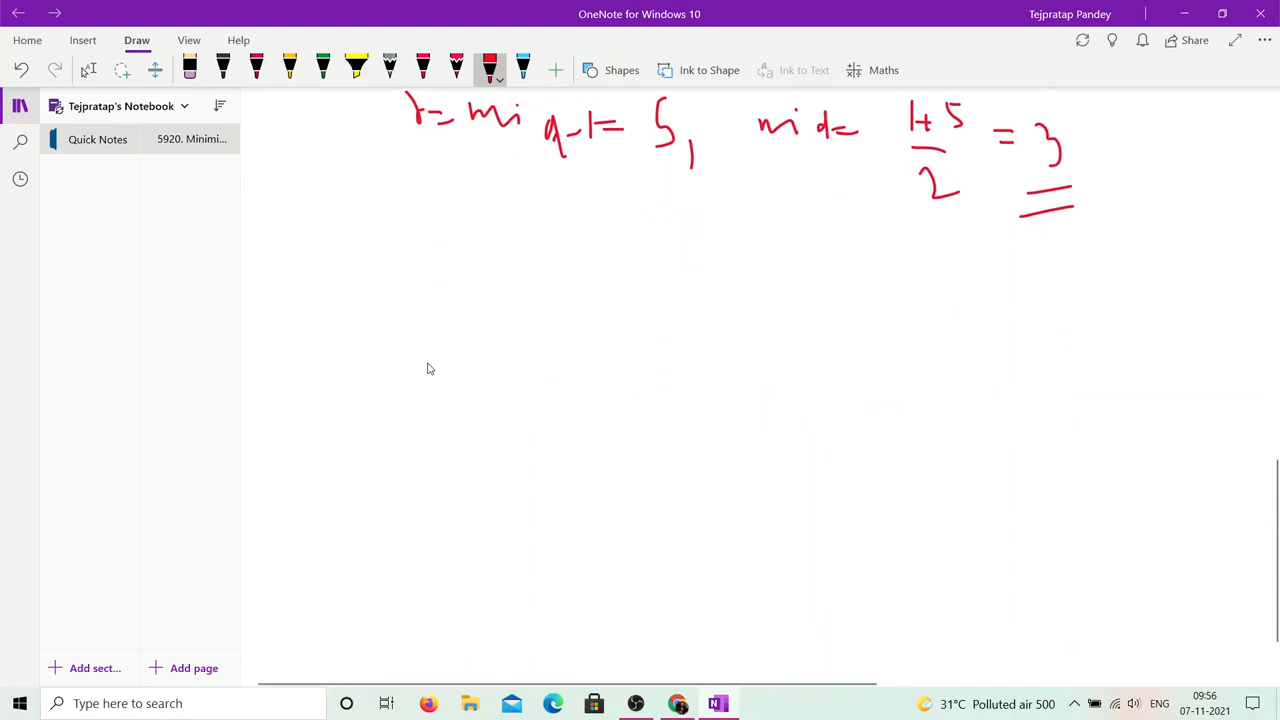 OneNote for Windows 10
Tejpratap Pandey
Home Insert Draw View Help
Share
Shapes Ink to Shape Ink to Text Maths
Tejpratap's Notebook
Quick Notes 5920. Minimi...
r = mi q-1 = 5, mid = 1+5 = 3
2
Add sect... Add page
Type here to search
31°C Polluted air 500
ENG
09:56
07-11-2021